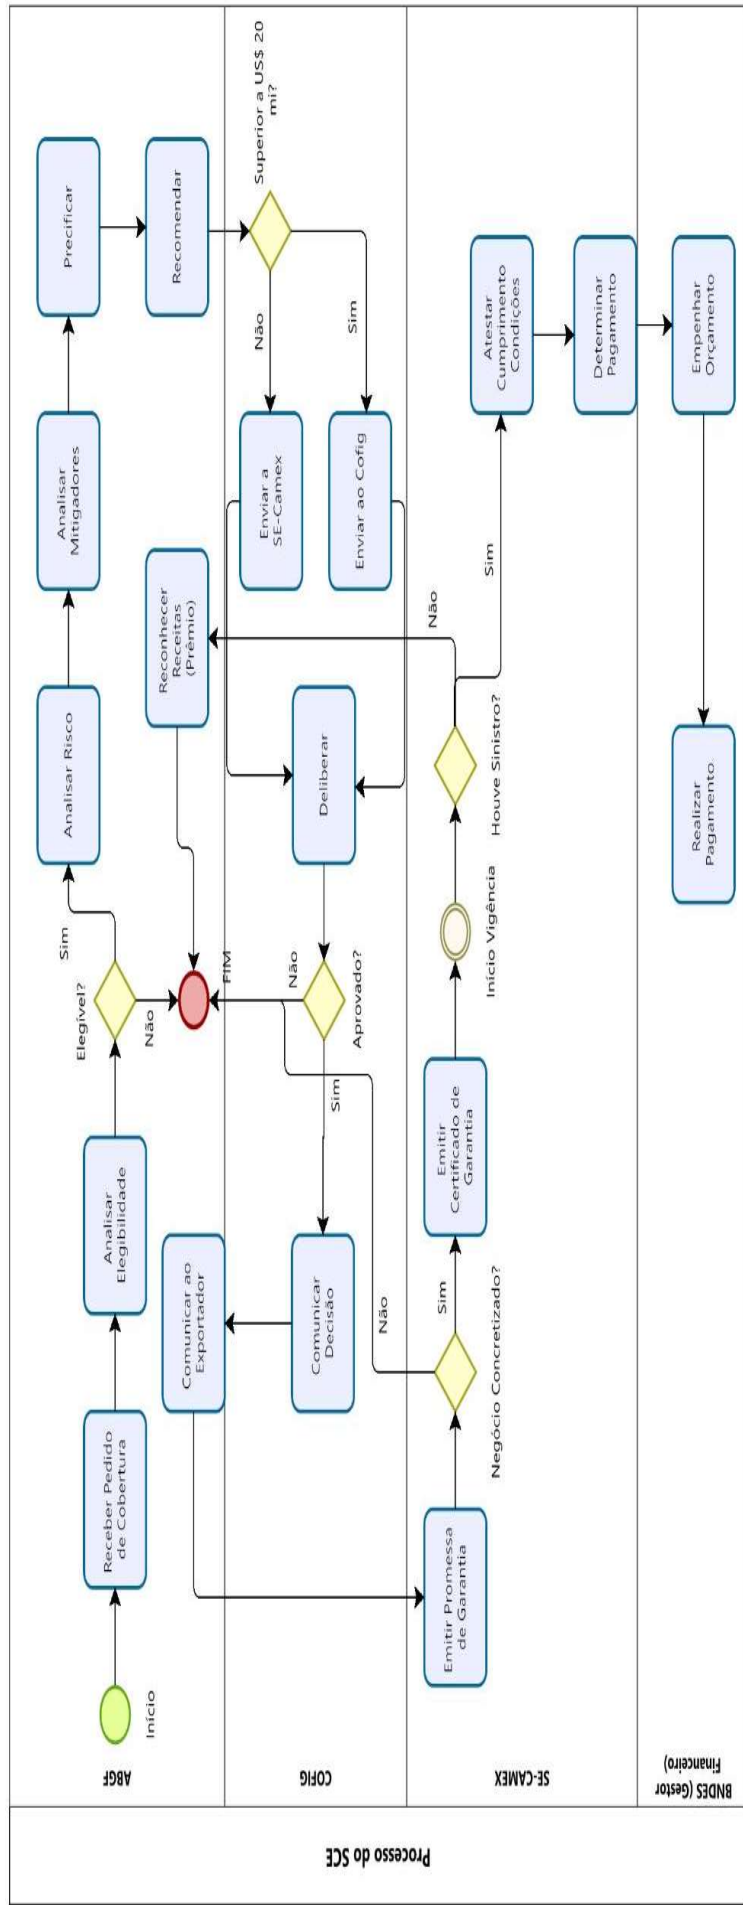 Processo do SCE
ABGF
Início
Receber Pedido
de Cobertura
Analisar
Elegibilidade
Elegível?
Sim
Não
Analisar Risco
Analisar
Mitigadores
Precificar
Recomendar
Reconhecer
Receitas
(Prêmio)
FIM
Comunicar ao
Exportador
COFIG
Superior a US$ 20
mi?
Não
Sim
Enviar a
SE-Camex
Enviar ao Cofig
Deliberar
Aprovado?
Não
Sim
Comunicar
Decisão
SE-CAMEX
Emitir Promessa
de Garantia
Negócio Concretizado?
Não
Sim
Emitir
Certificado de
Garantia
Início Vigência
Houve Sinistro?
Não
Sim
Atestar
Cumprimento
Condições
Determinar
Pagamento
BNDES (Gestor
Financeiro)
Empenhar
Orçamento
Realizar
Pagamento